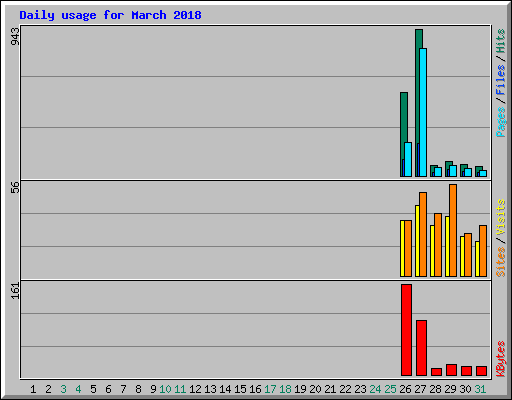 Daily usage for March 2018
943
56
161
Pages / Files / Hits
Sites / Visits
KBytes
1 2 3 4 5 6 7 8 9 10 11 12 13 14 15 16 17 18 19 20 21 22 23 24 25 26 27 28 29 30 31